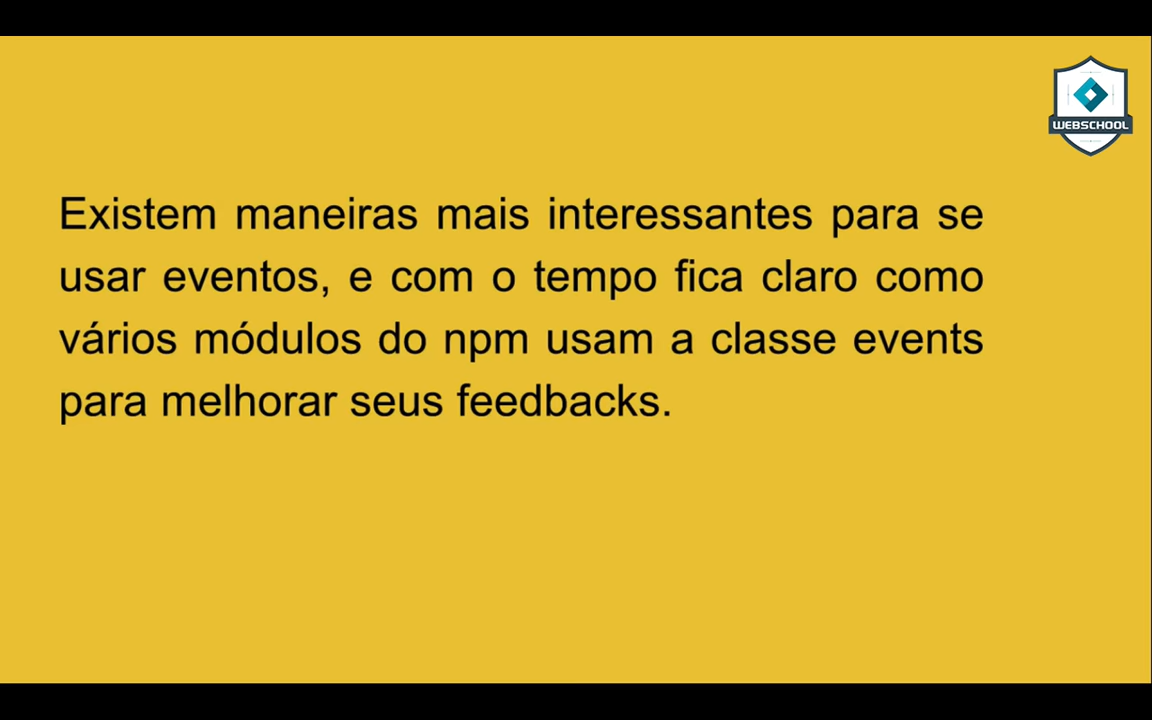 WEBSCHOOL
Existem maneiras mais interessantes para se
usar eventos, e com o tempo fica claro como
vários módulos do npm usam a classe events
para melhorar seus feedbacks.